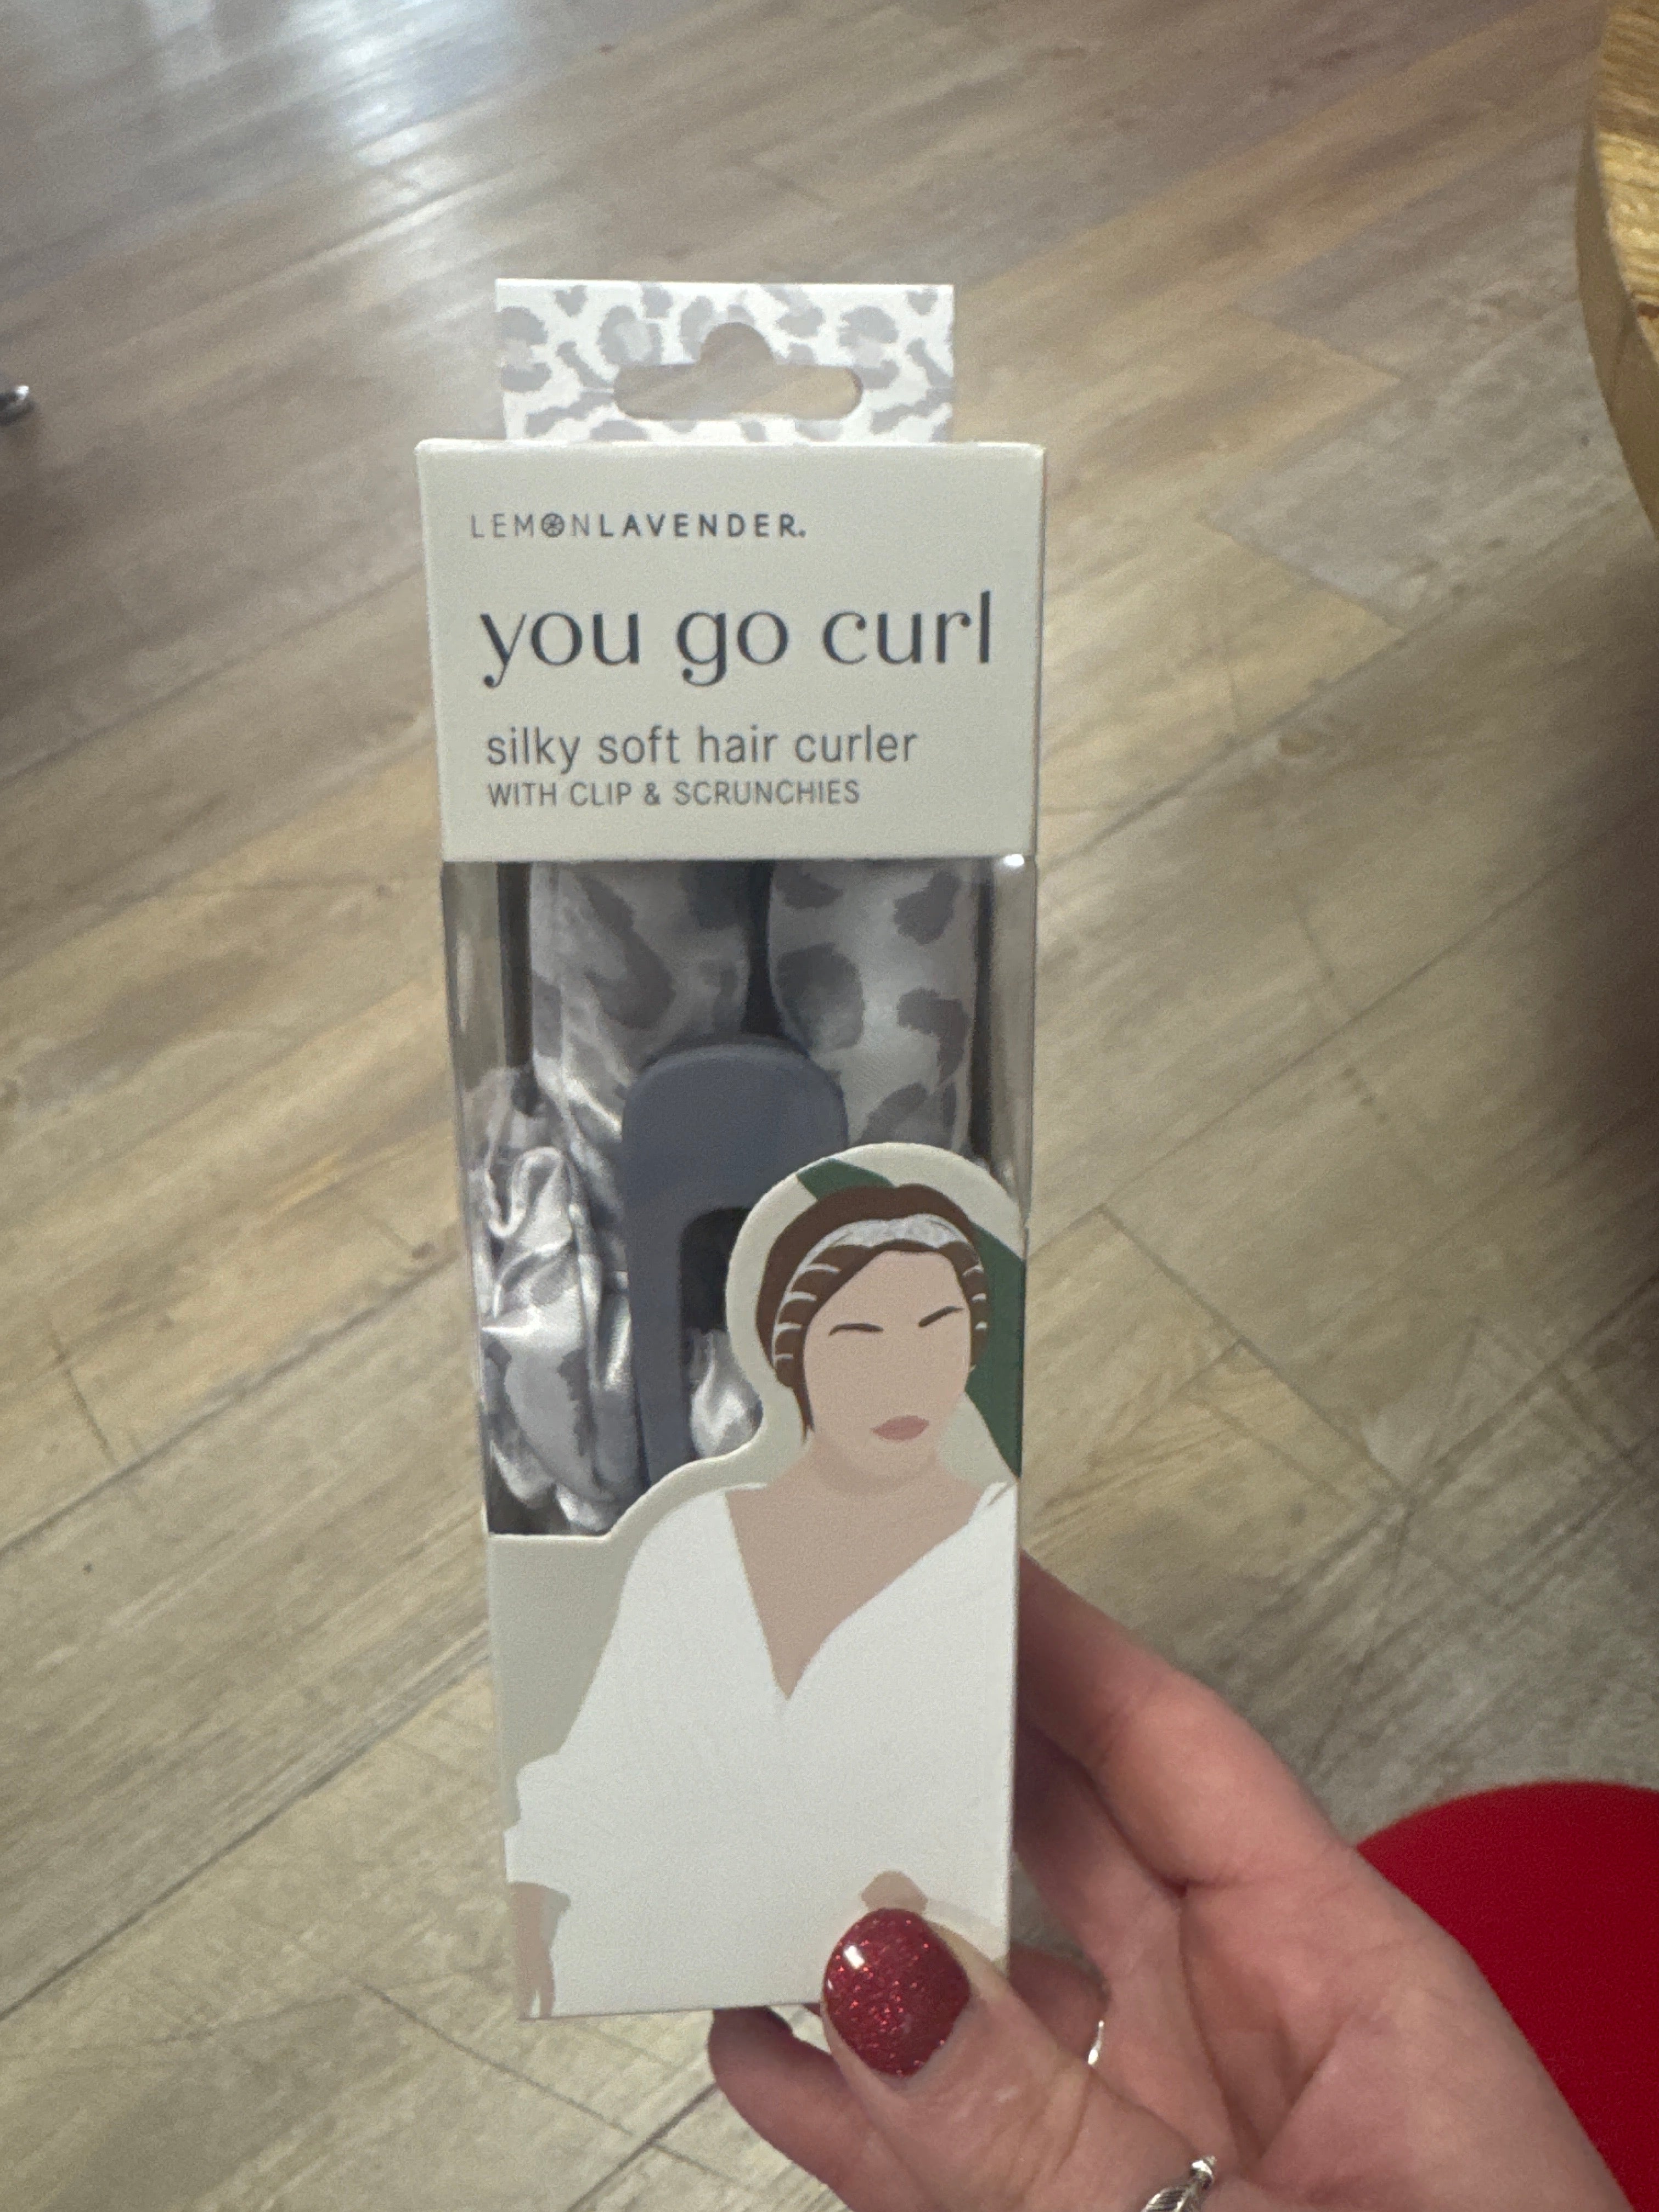 LEMONLAVENDER.
you go curl
silky soft hair curler
WITH CLIP & SCRUNCHIES